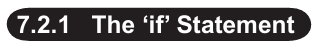 7.2.1 The ‘if’ Statement